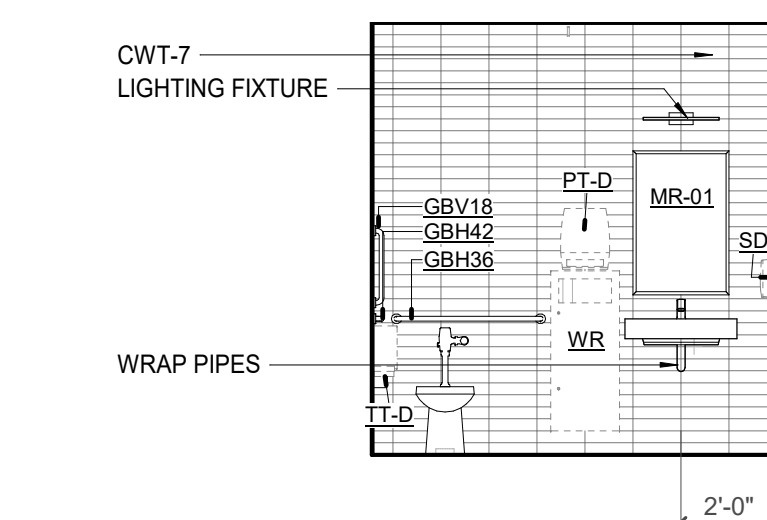 CWT-7
LIGHTING FIXTURE
PT-D
MR-01
GBV18
GBH42
SD
GBH36
WR
WRAP PIPES
TT-D
2'-0"